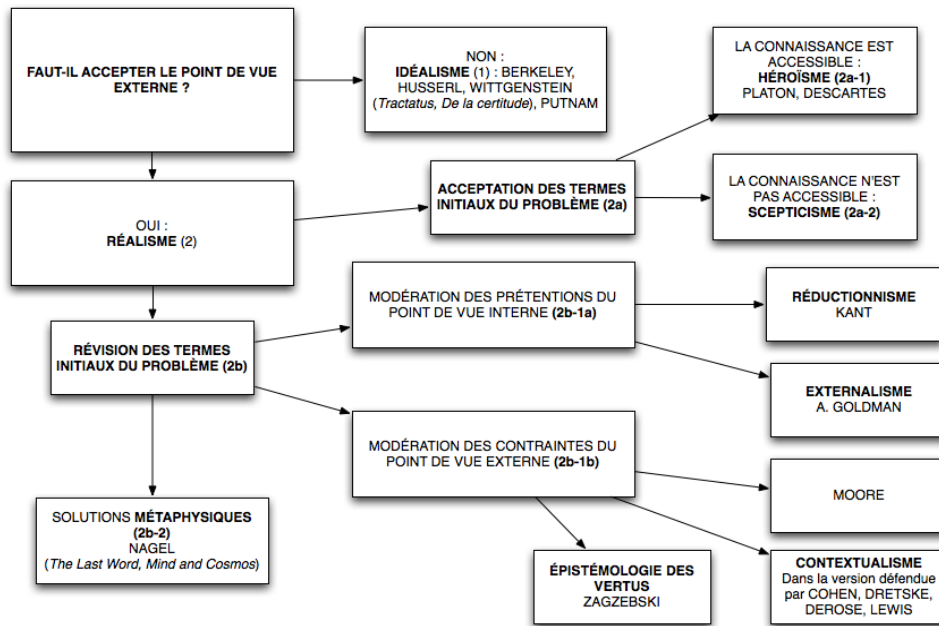 FAUT-IL ACCEPTER LE POINT DE VUE
EXTERNE ?
NON :
IDÉALISME (1) : BERKELEY,
HUSSERL, WITTGENSTEIN
(Tractatus, De la certitude), PUTNAM
LA CONNAISSANCE EST
ACCESSIBLE :
HÉROÏSME (2a-1)
PLATON, DESCARTES
ACCEPTATION DES TERMES
INITIAUX DU PROBLÈME (2a)
LA CONNAISSANCE N'EST
PAS ACCESSIBLE :
SCEPTICISME (2a-2)
OUI :
RÉALISME (2)
MODÉRATION DES PRÉTENTIONS DU
POINT DE VUE INTERNE (2b-1a)
RÉDUCTIONNISME
KANT
RÉVISION DES TERMES
INITIAUX DU PROBLÈME (2b)
EXTERNALISME
A. GOLDMAN
MODÉRATION DES CONTRAINTES DU
POINT DE VUE EXTERNE (2b-1b)
MOORE
SOLUTIONS MÉTAPHYSIQUES
(2b-2)
NAGEL
(The Last Word, Mind and Cosmos)
ÉPISTÉMOLOGIE DES
VERTUS
ZAGZEBSKI
CONTEXTUALISME
Dans la version défendue
par COHEN, DRETSKE,
DEROSE, LEWIS